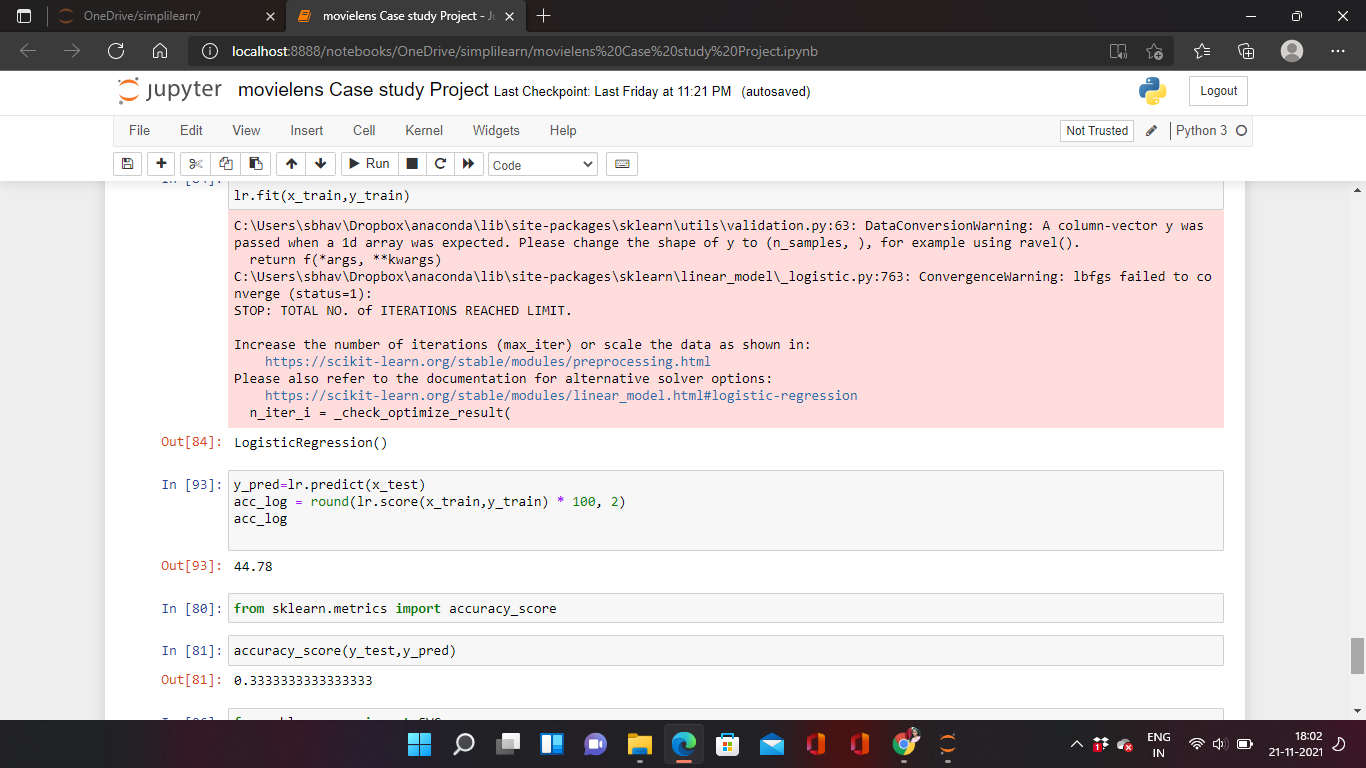 OneDrive/simplilearn/
movielens Case study Project - Ju
localhost:8888/notebooks/OneDrive/simplilearn/movielens%20Case%20study%20Project.ipynb
jupyter movielens Case study Project Last Checkpoint: Last Friday at 11:21 PM (autosaved)
Logout
File Edit View Insert Cell Kernel Widgets Help
Not Trusted Python 3
Run Code
lr.fit(x_train,y_train)
C:\Users\sbhav\Dropbox\anaconda\lib\site-packages\sklearn\utils\validation.py:63: DataConversionWarning: A column-vector y was
passed when a 1d array was expected. Please change the shape of y to (n_samples, ), for example using ravel().
return f(*args, **kwargs)
C:\Users\sbhav\Dropbox\anaconda\lib\site-packages\sklearn\linear_model\_logistic.py:763: ConvergenceWarning: lbfgs failed to co
nverge (status=1):
STOP: TOTAL NO. of ITERATIONS REACHED LIMIT.
Increase the number of iterations (max_iter) or scale the data as shown in:
https://scikit-learn.org/stable/modules/preprocessing.html
Please also refer to the documentation for alternative solver options:
https://scikit-learn.org/stable/modules/linear_model.html#logistic-regression
n_iter_i = _check_optimize_result(
Out[84]: LogisticRegression()
In [93]: y_pred=lr.predict(x_test)
acc_log = round(lr.score(x_train,y_train) * 100, 2)
acc_log
Out[93]: 44.78
In [80]: from sklearn.metrics import accuracy_score
In [81]: accuracy_score(y_test,y_pred)
Out[81]: 0.3333333333333333
ENG
IN
18:02
21-11-2021